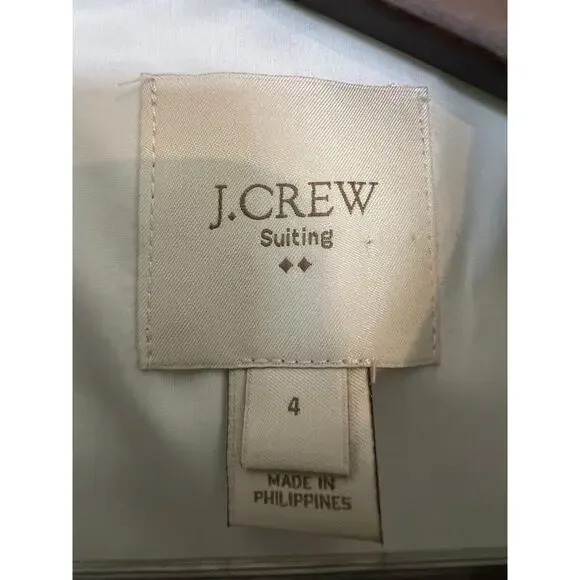 J.CREW
Suiting
4
MADE IN
PHILIPPINES